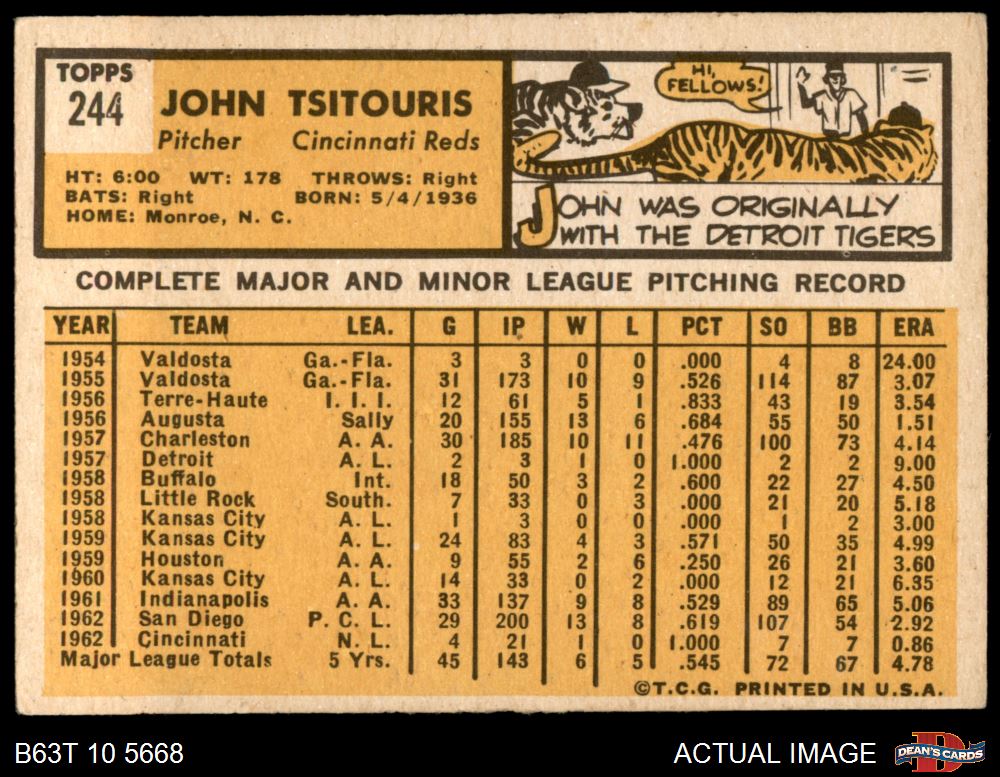 TOPPS
244
JOHN TSITOURIS
Pitcher Cincinnati Reds
HT: 6:00 WT: 178 THROWS: Right
BATS: Right BORN: 5/4/1936
HOME: Monroe, N. C.
HI, FELLOWS!
JOHN WAS ORIGINALLY
WITH THE DETROIT TIGERS
COMPLETE MAJOR AND MINOR LEAGUE PITCHING RECORD
YEAR TEAM LEA. G IP W L PCT SO BB ERA
1954 Valdosta Ga.-Fla. 3 3 0 0 .000 4 8 24.00
1955 Valdosta Ga.-Fla. 31 173 10 9 .526 114 87 3.07
1956 Terre-Haute I. I. I. 12 61 5 1 .833 43 19 3.54
1956 Augusta Sally 20 155 13 6 .684 55 50 1.51
1957 Charleston A. A. 30 185 10 11 .476 100 73 4.14
1957 Detroit A. L. 2 3 1 0 1.000 2 2 9.00
1958 Buffalo Int. 18 50 3 2 .600 22 27 4.50
1958 Little Rock South. 7 33 0 3 .000 21 20 5.18
1958 Kansas City A. L. 1 3 0 0 .000 1 2 3.00
1959 Kansas City A. L. 24 83 4 3 .571 50 35 4.99
1959 Houston A. A. 9 55 2 6 .250 26 21 3.60
1960 Kansas City A. L. 14 33 0 2 .000 12 21 6.35
1961 Indianapolis A. A. 33 137 9 8 .529 89 65 5.06
1962 San Diego P. C. L. 29 200 13 8 .619 107 54 2.92
1962 Cincinnati N. L. 4 21 1 0 1.000 7 7 0.86
Major League Totals 5 Yrs. 45 143 6 5 .545 72 67 4.78
©T.C.G. PRINTED IN U.S.A.
B63T 10 5668
ACTUAL IMAGE
D
DEAN'S CARDS